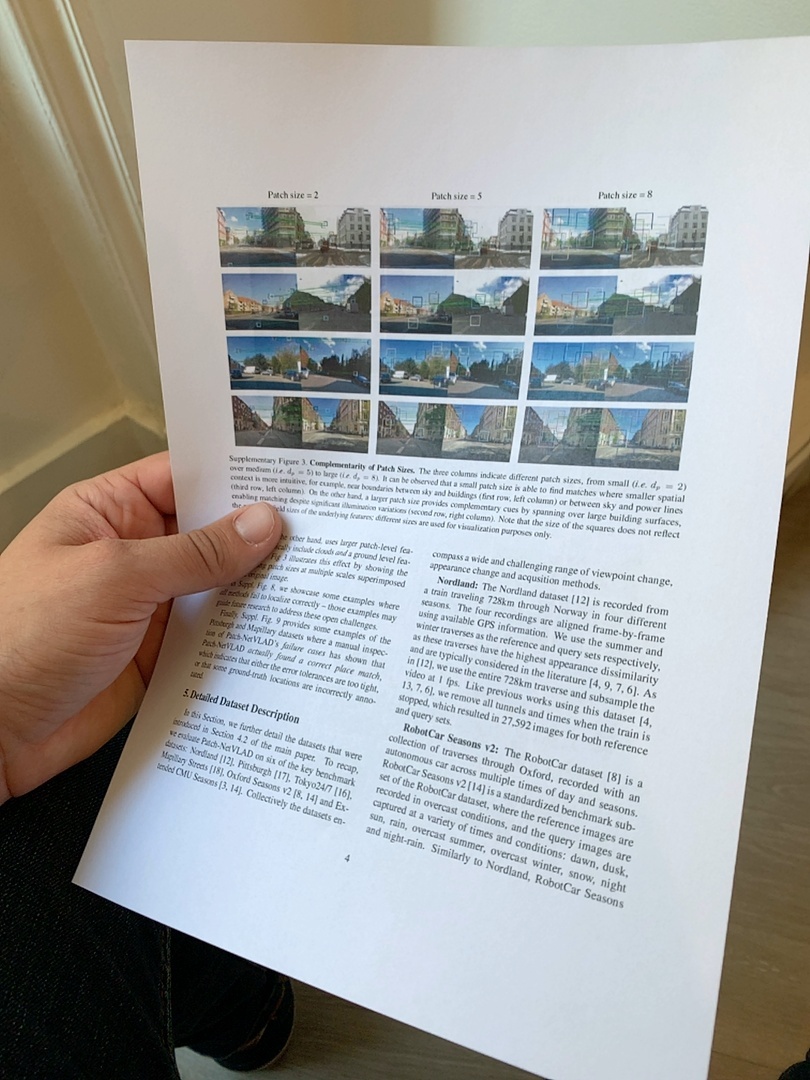 Patch size = 2
Patch size = 5
Patch size = 8
Supplementary Figure 3. Complementarity of Patch Sizes. The three columns indicate different patch sizes, from small (i.e. dₚ = 2)
over medium (i.e. dₚ = 5) to large (i.e. dₚ = 8). It can be observed that a small patch size is able to find matches where smaller spatial
context is more intuitive, for example, near boundaries between sky and buildings (first row, left column) or between sky and power lines
(third row, left column). On the other hand, a larger patch size provides complementary cues by spanning over large building surfaces,
enabling matching despite significant illumination variations (second row, right column). Note that the size of the squares does not reflect
sizes of the underlying features; different sizes are used for visualization purposes only.
other hand, uses larger patch-level fea-
include clouds and a ground level fea-
Fig. 3 illustrates this effect by showing the
patch sizes at multiple scales superimposed
original image.
Suppl. Fig. 8, we showcase some examples where
all methods fail to localize correctly – those examples may
guide future research to address these open challenges.
Finally, Suppl. Fig. 9 provides some examples of the
Pittsburgh and Mapillary datasets where a manual inspec-
tion of Patch-NetVLAD's failure cases has shown that
Patch-NetVLAD actually found a correct place match,
which indicates that either the error tolerances are too tight,
or that some ground-truth locations are incorrectly anno-
tated.
5. Detailed Dataset Description
In this Section, we further detail the datasets that were
introduced in Section 4.2 of the main paper. To recap,
we evaluate Patch-NetVLAD on six of the key benchmark
datasets: Nordland [12], Pittsburgh [17], Tokyo24/7 [16],
Mapillary Streets [18], Oxford Seasons v2 [8, 14] and Ex-
tended CMU Seasons [3, 14]. Collectively the datasets en-
compass a wide and challenging range of viewpoint change,
appearance change and acqusition methods.
Nordland: The Nordland dataset [12] is recorded from
a train traveling 728km through Norway in four different
seasons. The four recordings are aligned frame-by-frame
using available GPS information. We use the summer and
winter traverses as the reference and query sets respectively,
as these traverses have the highest appearance dissimilarity
and are typically considered in the literature [4, 9, 7, 6]. As
in [12], we use the entire 728km traverse and subsample the
video at 1 fps. Like previous works using this dataset [4,
13, 7, 6], we remove all tunnels and times when the train is
stopped, which resulted in 27,592 images for both reference
and query sets.
RobotCar Seasons v2: The RobotCar dataset [8] is a
collection of traverses through Oxford, recorded with an
autonomous car across multiple times of day and seasons.
RobotCar Seasons v2 [14] is a standardized benchmark sub-
set of the RobotCar dataset, where the reference images are
recorded in overcast conditions, and the query images are
captured at a variety of times and conditions: dawn, dusk,
sun, rain, overcast summer, overcast winter, snow, night
and night-rain. Similarly to Nordland, RobotCar Seasons
4